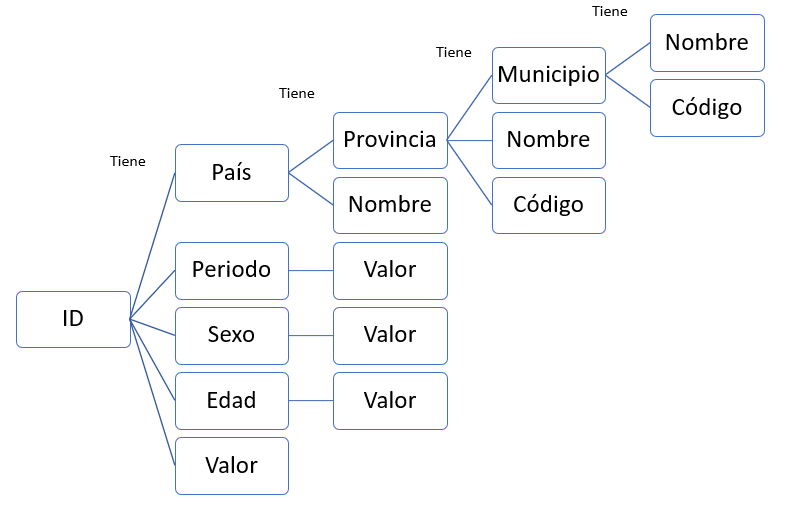 Tiene
Nombre
Tiene
Municipio
Código
Tiene
Provincia
Nombre
Tiene
País
Nombre
Código
Periodo
Valor
ID
Sexo
Valor
Edad
Valor
Valor